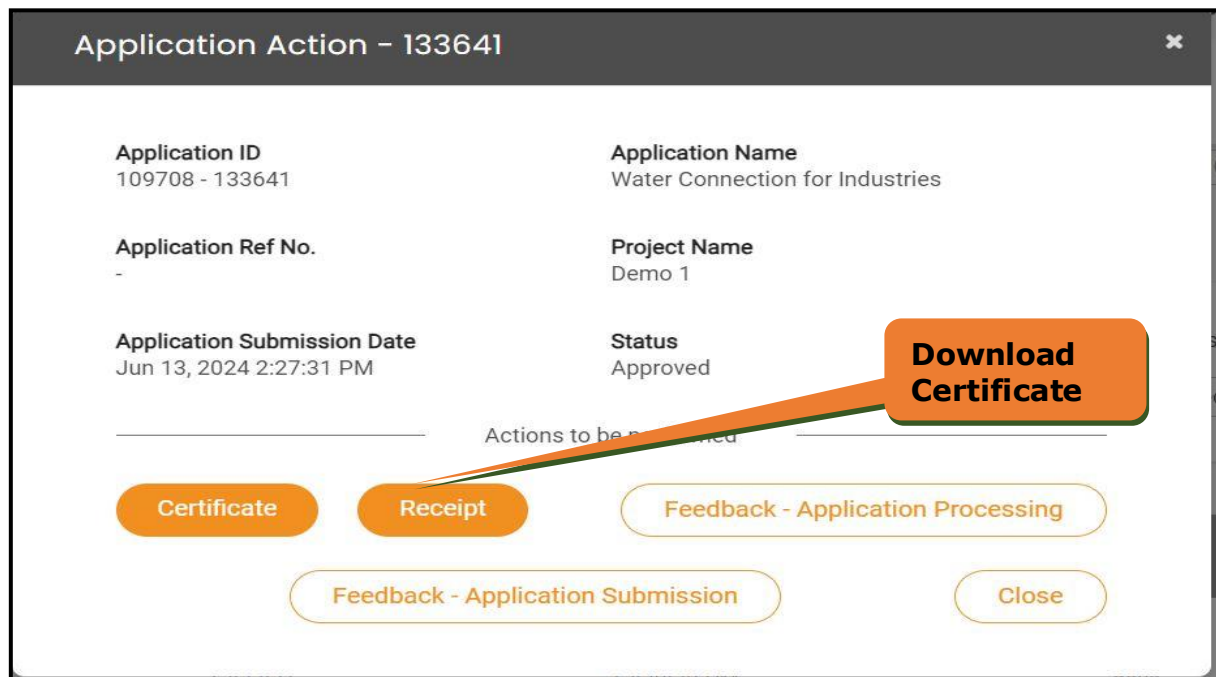 Application Action - 133641
Application ID
109708 - 133641
Application Name
Water Connection for Industries
Application Ref No.
-
Project Name
Demo 1
Application Submission Date
Jun 13, 2024 2:27:31 PM
Status
Approved
Download
Certificate
Actions to be
Certificate
Receipt
Feedback - Application Processing
Feedback - Application Submission
Close